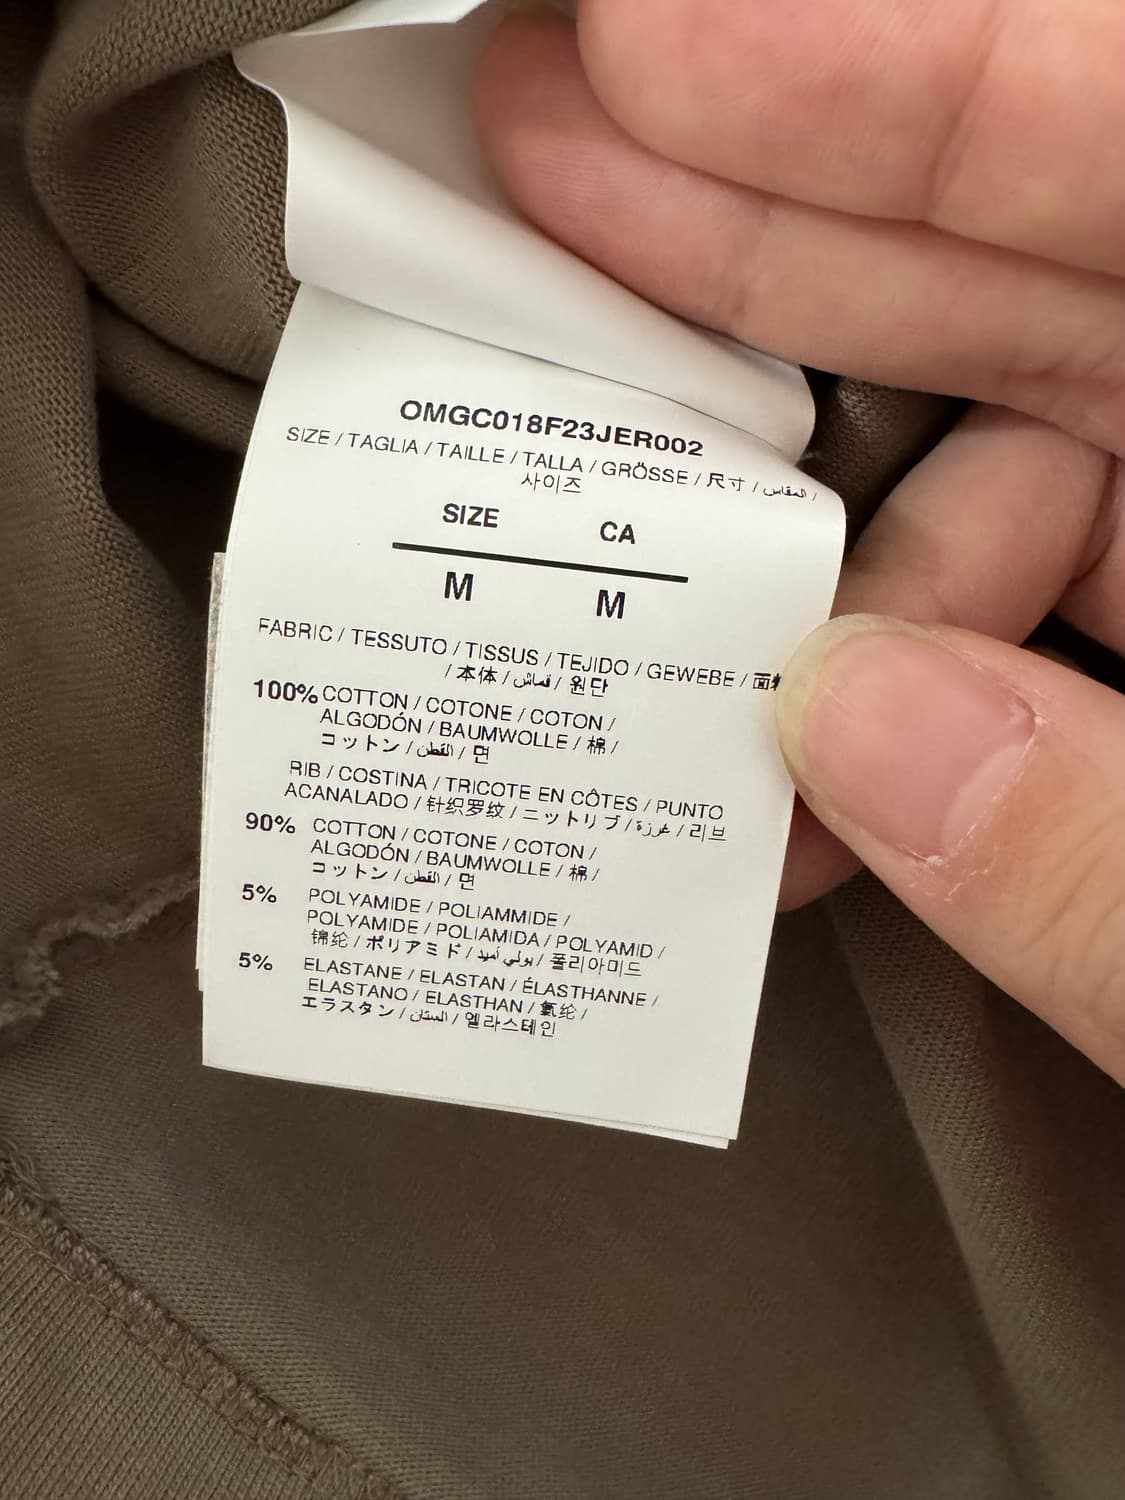 OMGC018F23JER002
SIZE / TAGLIA / TAILLE / TALLA / GRÖSSE / 尺寸 / المقاس /
사이즈
SIZE CA
M M
FABRIC / TESSUTO / TISSUS / TEJIDO / GEWEBE / 面料
/ 本体 / قماش / 원단
100% COTTON / COTONE / COTON /
ALGODÓN / BAUMWOLLE / 棉 /
コットン / القطن / 면
RIB / COSTINA / TRICOTE EN CÔTES / PUNTO
ACANALADO / 针织罗纹 / ニットリブ / غرزة / 리브
90% COTTON / COTONE / COTON /
ALGODÓN / BAUMWOLLE / 棉 /
コットン / القطن / 면
5% POLYAMIDE / POLIAMMIDE /
POLYAMIDE / POLIAMIDA / POLYAMID /
锦纶 / ポリアミド / بولي أميد / 폴리아미드
5% ELASTANE / ELASTAN / ÉLASTHANNE /
ELASTANO / ELASTHAN / 氨纶 /
エラスタン / الستان / 엘라스테인